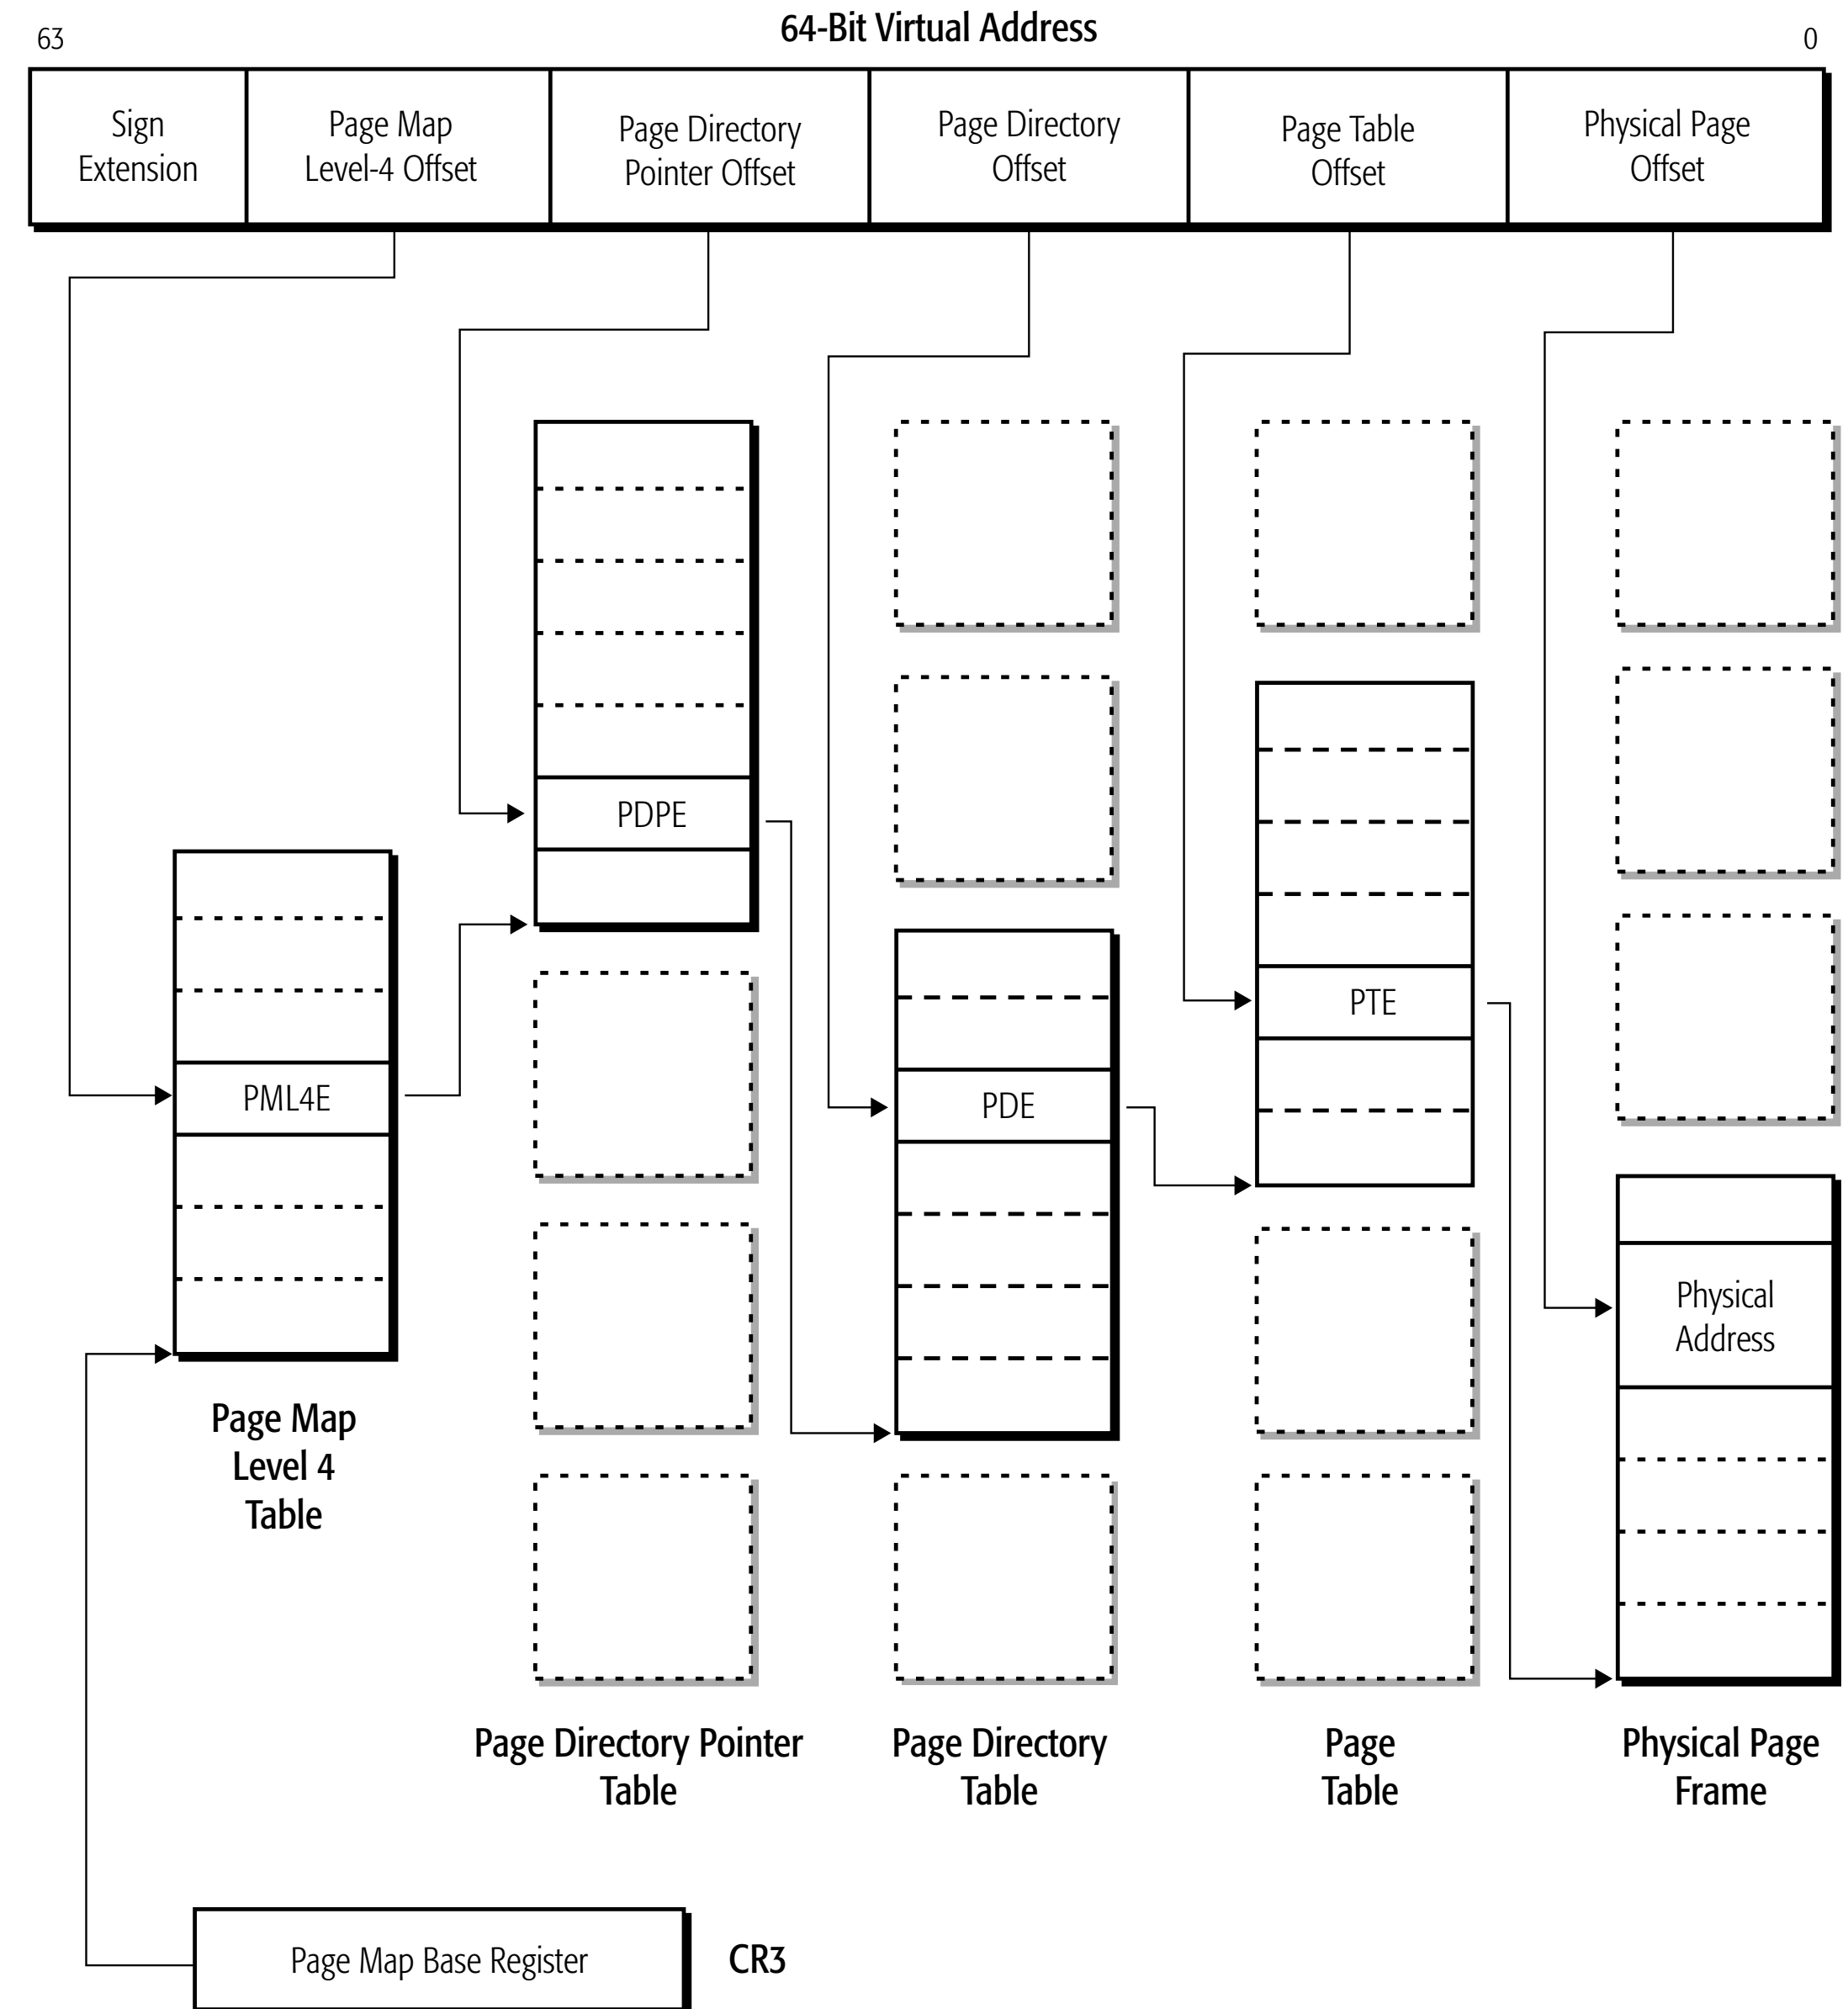 64-Bit Virtual Address
63
0
Sign
Extension
Page Map
Level-4 Offset
Page Directory
Pointer Offset
Page Directory
Offset
Page Table
Offset
Physical Page
Offset
PDPE
PTE
PML4E
PDE
Physical
Address
Page Map
Level 4
Table
Page Directory Pointer
Table
Page Directory
Table
Page
Table
Physical Page
Frame
Page Map Base Register
CR3